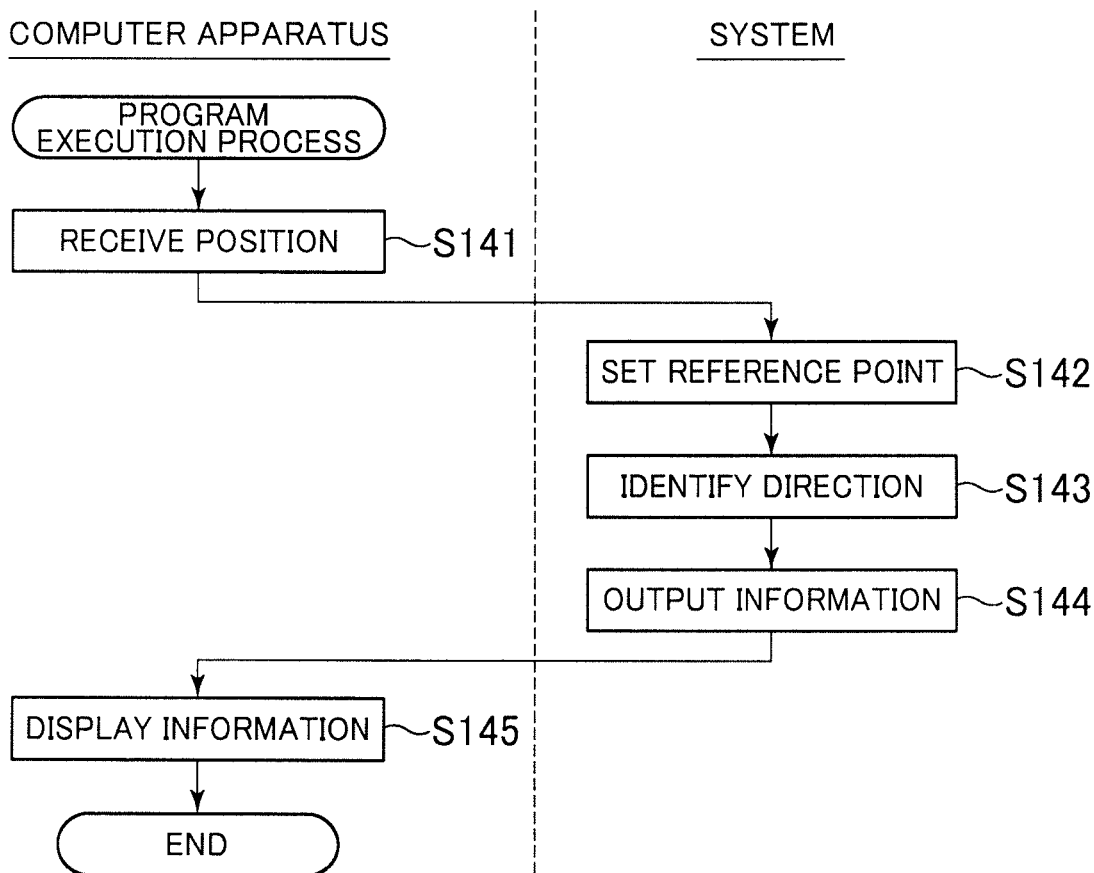 COMPUTER APPARATUS
SYSTEM
PROGRAM
EXECUTION PROCESS
RECEIVE POSITION
S141
SET REFERENCE POINT
S142
IDENTIFY DIRECTION
S143
OUTPUT INFORMATION
S144
DISPLAY INFORMATION
S145
END